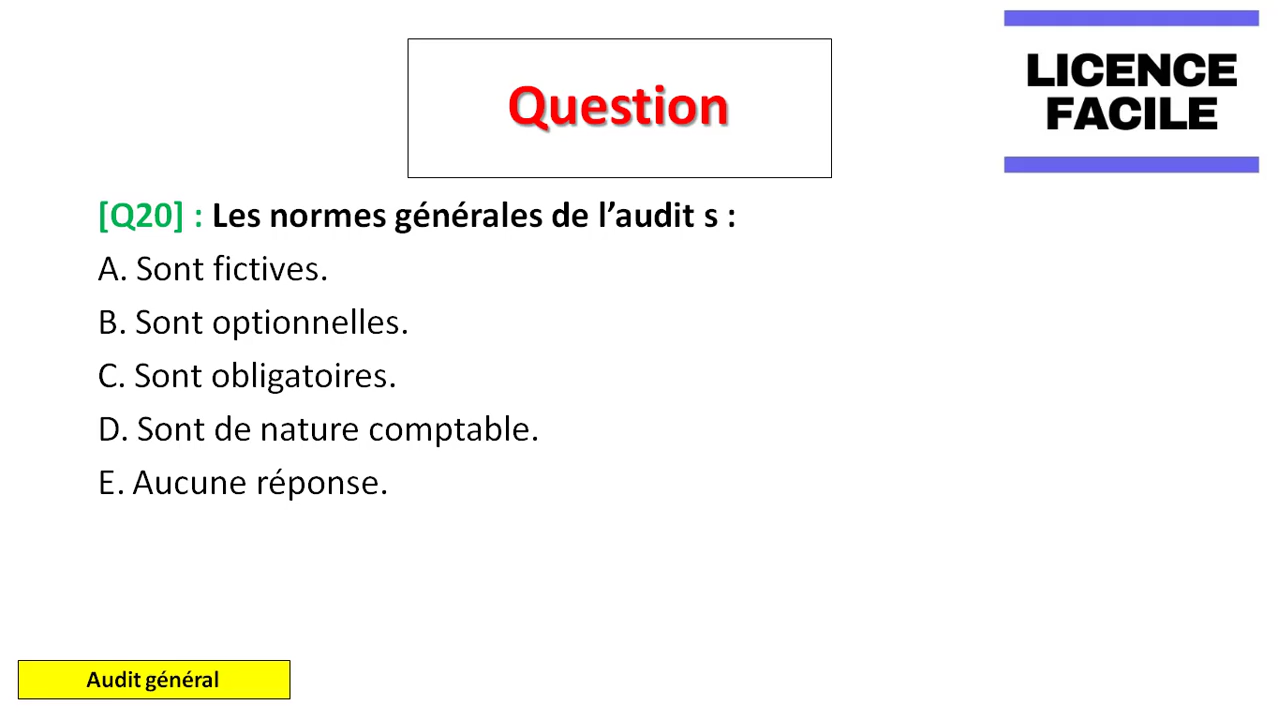 Question
LICENCE
FACILE
[Q20] : Les normes générales de l’audit s :
A. Sont fictives.
B. Sont optionnelles.
C. Sont obligatoires.
D. Sont de nature comptable.
E. Aucune réponse.
Audit général